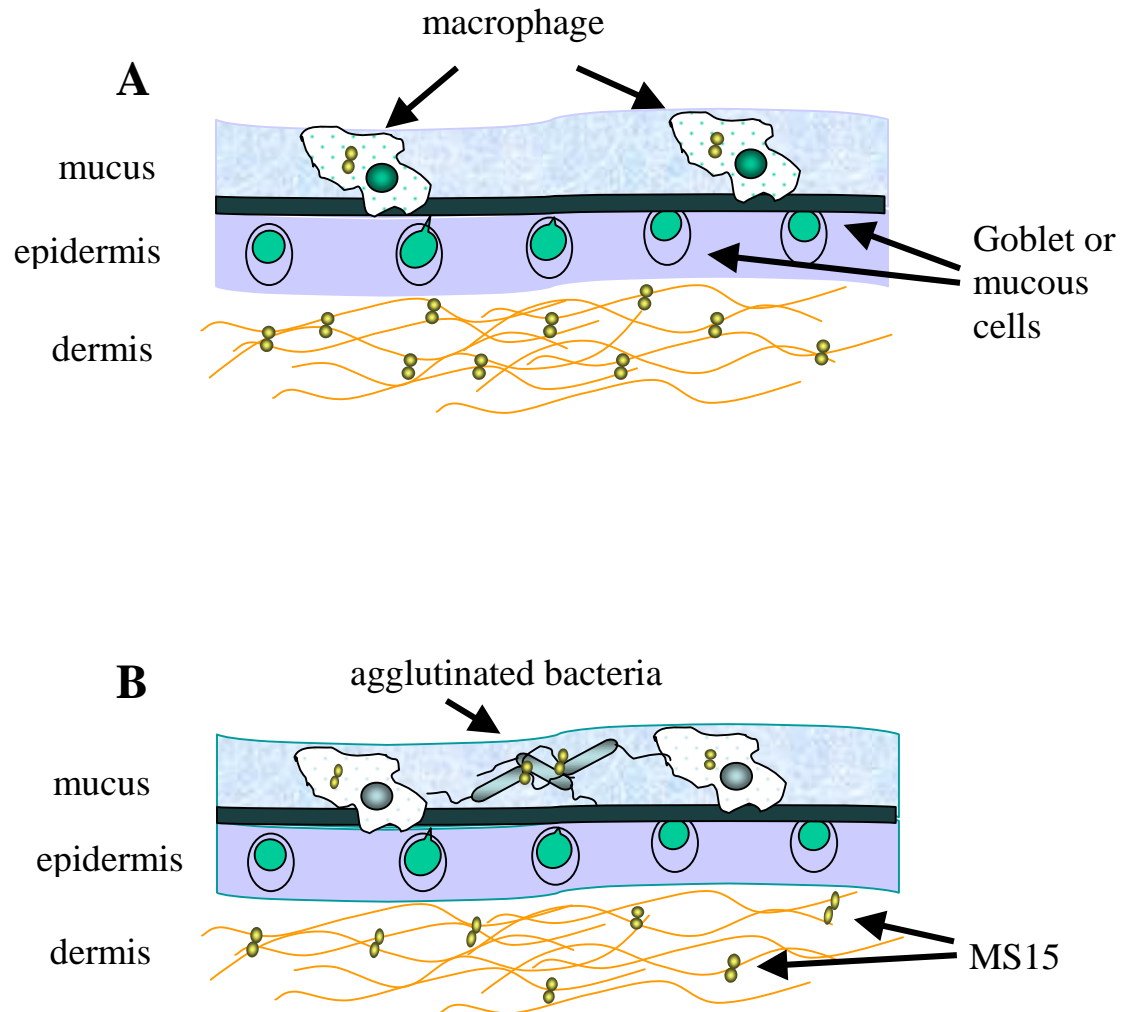 macrophage
A
mucus
epidermis
Goblet or
mucous
cells
dermis
B
agglutinated bacteria
mucus
epidermis
dermis
MS15